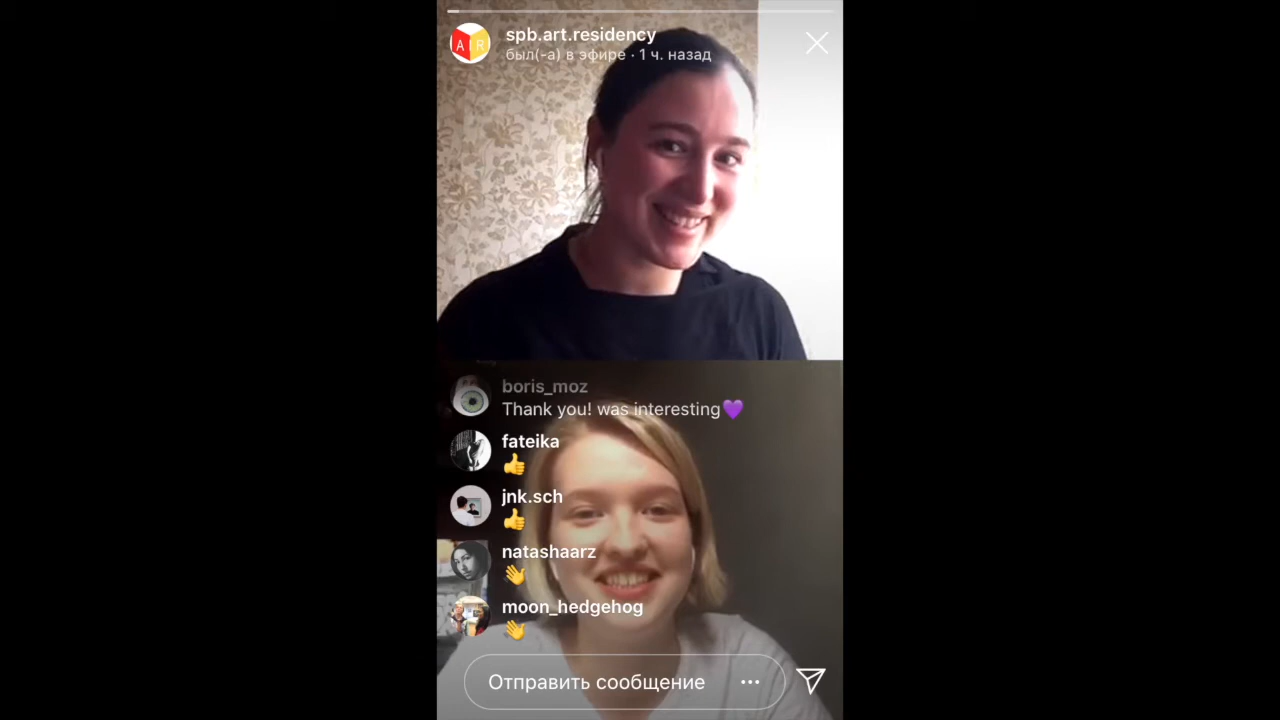 AIR
spb.art.residency
был(-а) в эфире · 1 ч. назад
boris_moz
Thank you! was interesting💜
fateika
👍
jnk.sch
👍
natashaarz
👋
moon_hedgehog
👋
Отправить сообщение